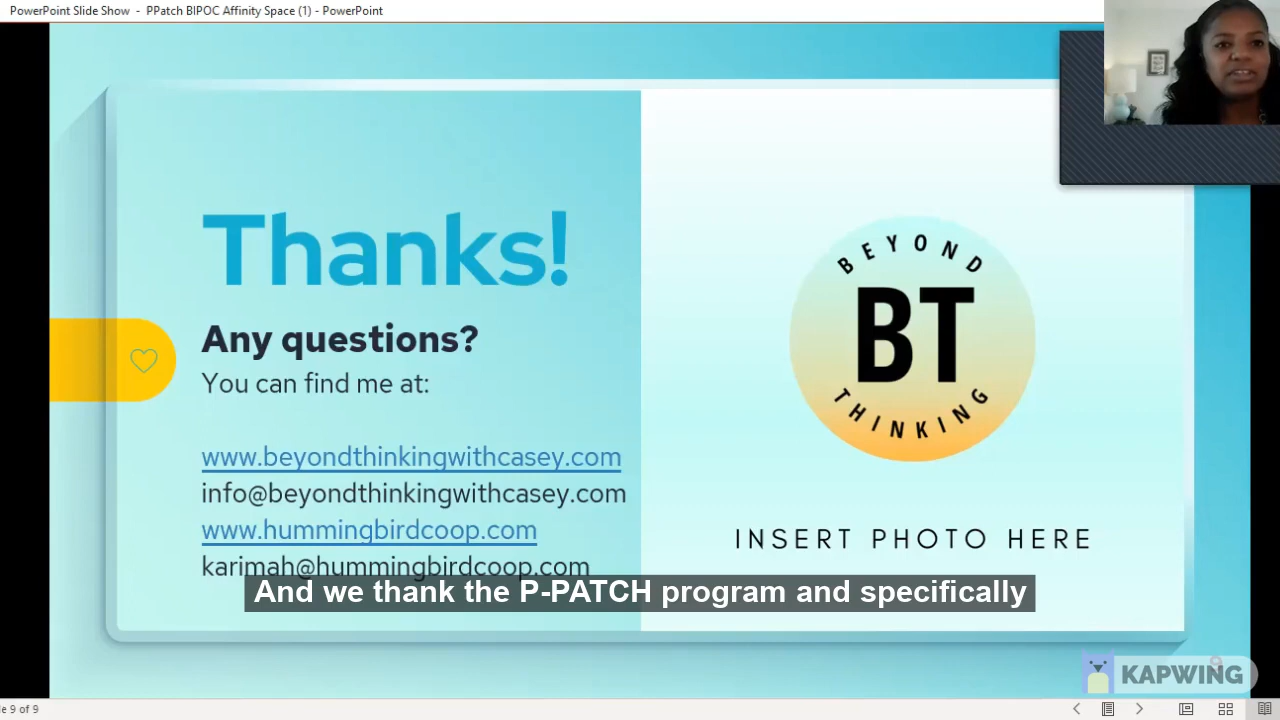 PowerPoint Slide Show - PPatch BIPOC Affinity Space (1) - PowerPoint
Thanks!
Any questions?
You can find me at:
www.beyondthinkingwithcasey.com
info@beyondthinkingwithcasey.com
www.hummingbirdcoop.com
karimah@hummingbirdcoop.com
BEYOND
BT
THINKING
INSERT PHOTO HERE
And we thank the P-PATCH program and specifically
KAPWING
le 9 of 9